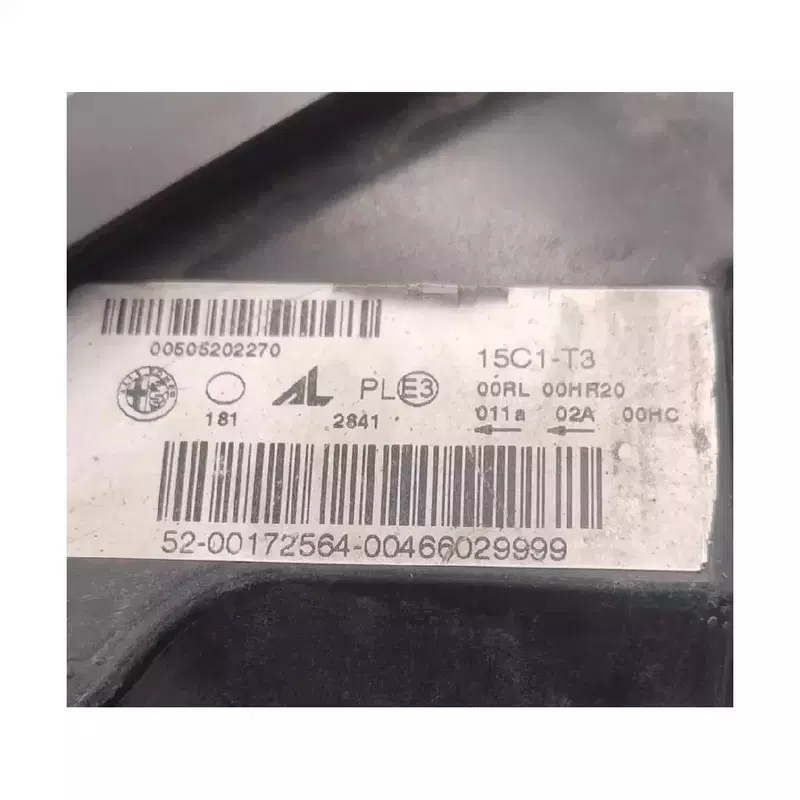 00505202270
15C1-T3
AL PL E3
00RL 00HR20
181 2841
011a 02A 00HC
52-00172564-00466029999